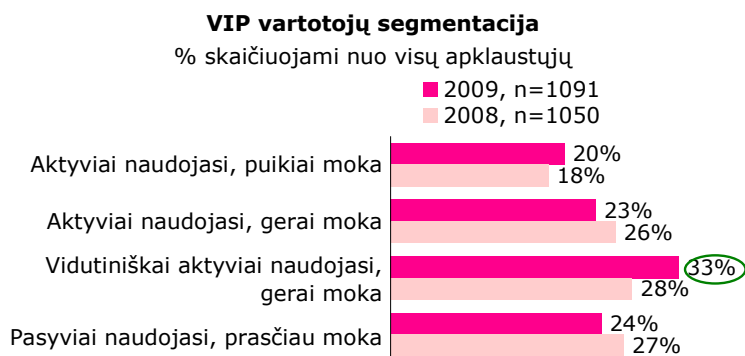 VIP vartotojų segmentacija
% skaičiuojami nuo visų apklaustųjų
2009, n=1091
2008, n=1050
Aktyviai naudojasi, puikiai moka
20%
18%
Aktyviai naudojasi, gerai moka
23%
26%
Vidutiniškai aktyviai naudojasi,
gerai moka
33%
28%
Pasyviai naudojasi, prasčiau moka
24%
27%